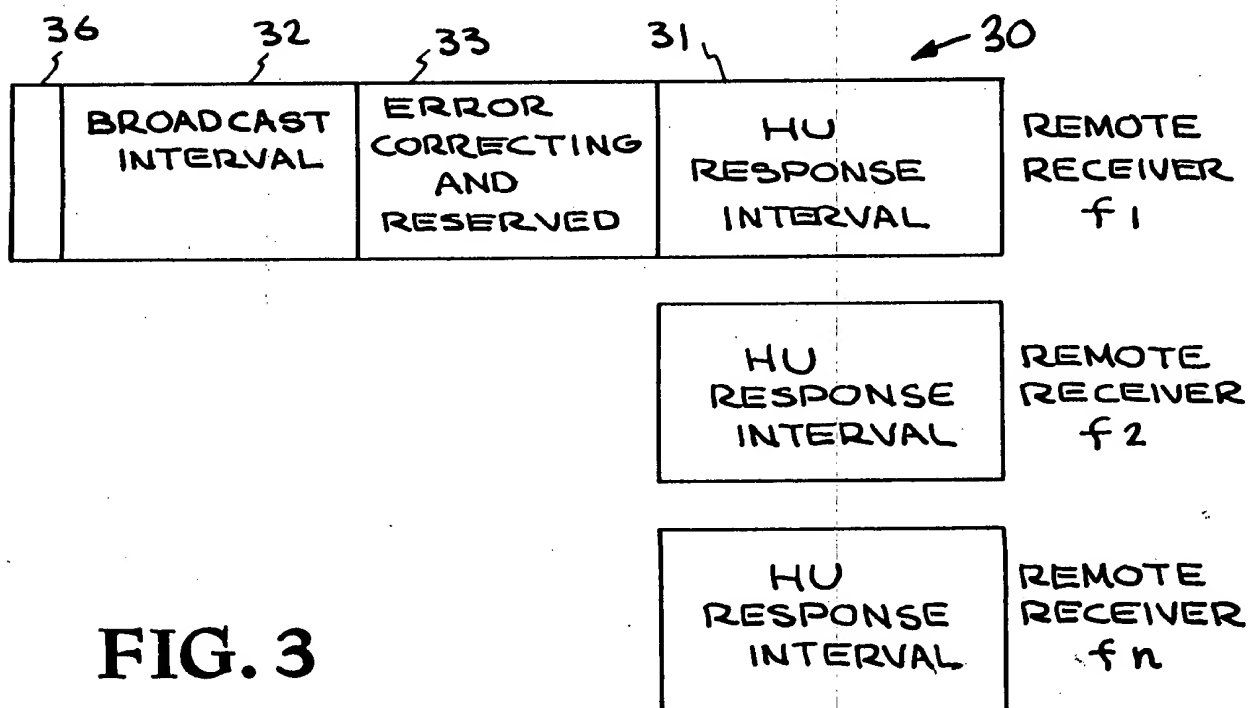 36 32 33 31 30
BROADCAST
INTERVAL
ERROR
CORRECTING
AND
RESERVED
HU
RESPONSE
INTERVAL
REMOTE
RECEIVER
f1
HU
RESPONSE
INTERVAL
REMOTE
RECEIVER
f2
HU
RESPONSE
INTERVAL
REMOTE
RECEIVER
fn
FIG. 3